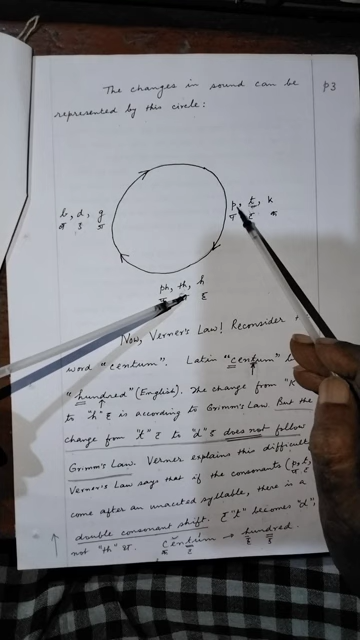 The changes in sound can be
p3
represented by this circle:
b, d, g
p, t, k
ph, th, h
Now, Verner's Law! Reconsider
word "centum". Latin "centum" b
"hundred" (English). The change from "K"
to "h" ह is according to Grimm's Law. But the
change from "t" ट to "d" ड does not follow
Grimm's Law. Verner explains this difficult
Verner's Law says that if the consonants (p, t,
come after an unaccented syllable, there is a
double consonant shift. ट "t" becomes "d",
not "th"
Centum → hundred.